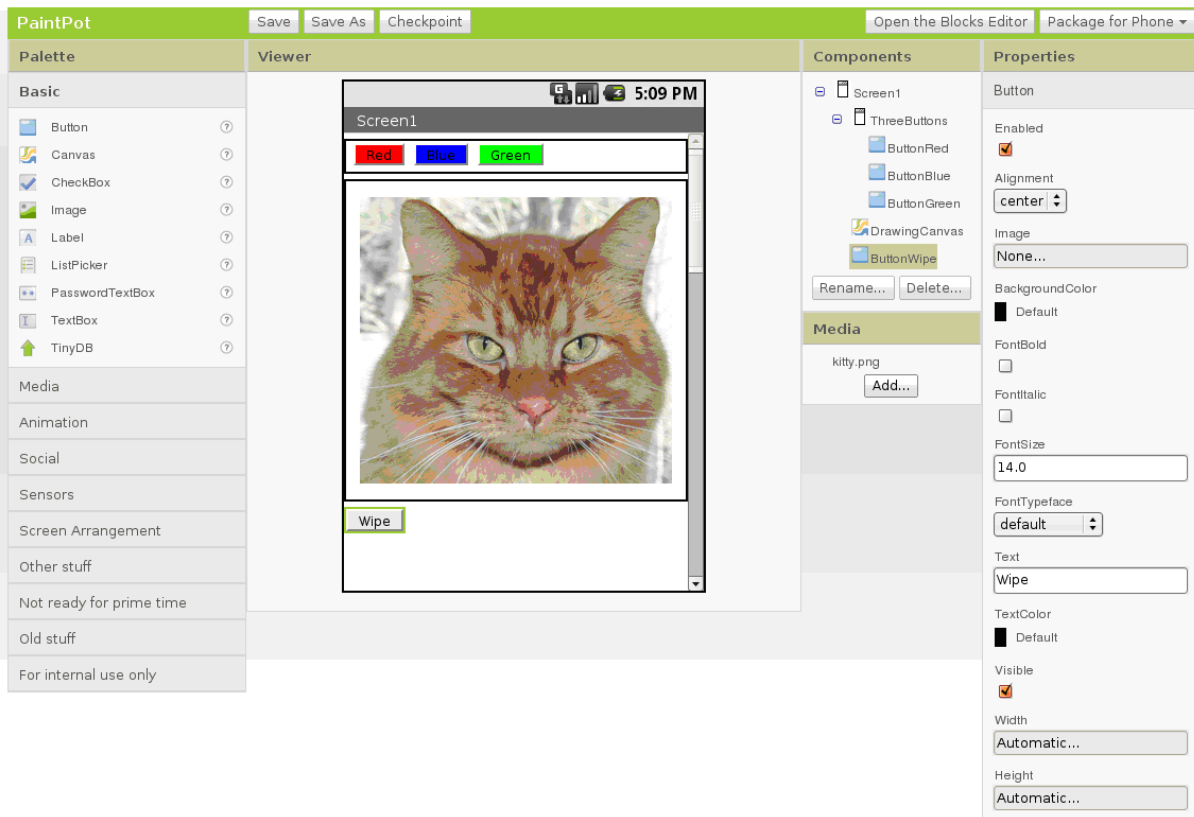 PaintPot
Save
Save As
Checkpoint
Open the Blocks Editor
Package for Phone
Palette
Basic
Button
?
Canvas
?
CheckBox
?
Image
?
Label
?
ListPicker
?
PasswordTextBox
?
TextBox
?
TinyDB
?
Media
Animation
Social
Sensors
Screen Arrangement
Other stuff
Not ready for prime time
Old stuff
For internal use only
Viewer
G
5:09 PM
Screen1
Red
Blue
Green
Wipe
Components
Screen1
ThreeButtons
ButtonRed
ButtonBlue
ButtonGreen
DrawingCanvas
ButtonWipe
Rename...
Delete...
Media
kitty.png
Add...
Properties
Button
Enabled
Alignment
center
Image
None...
BackgroundColor
Default
FontBold
FontItalic
FontSize
14.0
FontTypeface
default
Text
Wipe
TextColor
Default
Visible
Width
Automatic...
Height
Automatic...